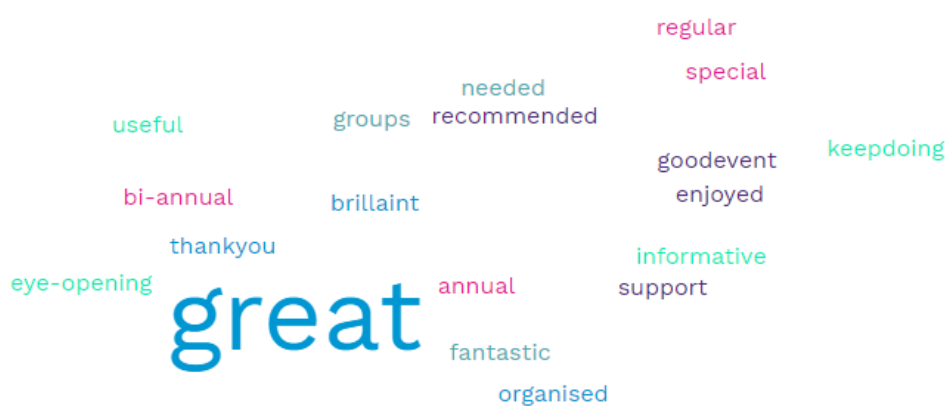 regular
special
needed
groups
recommended
useful
keepdoing
goodevent
enjoyed
bi-annual
brillaint
thankyou
informative
eye-opening
great
annual
support
fantastic
organised